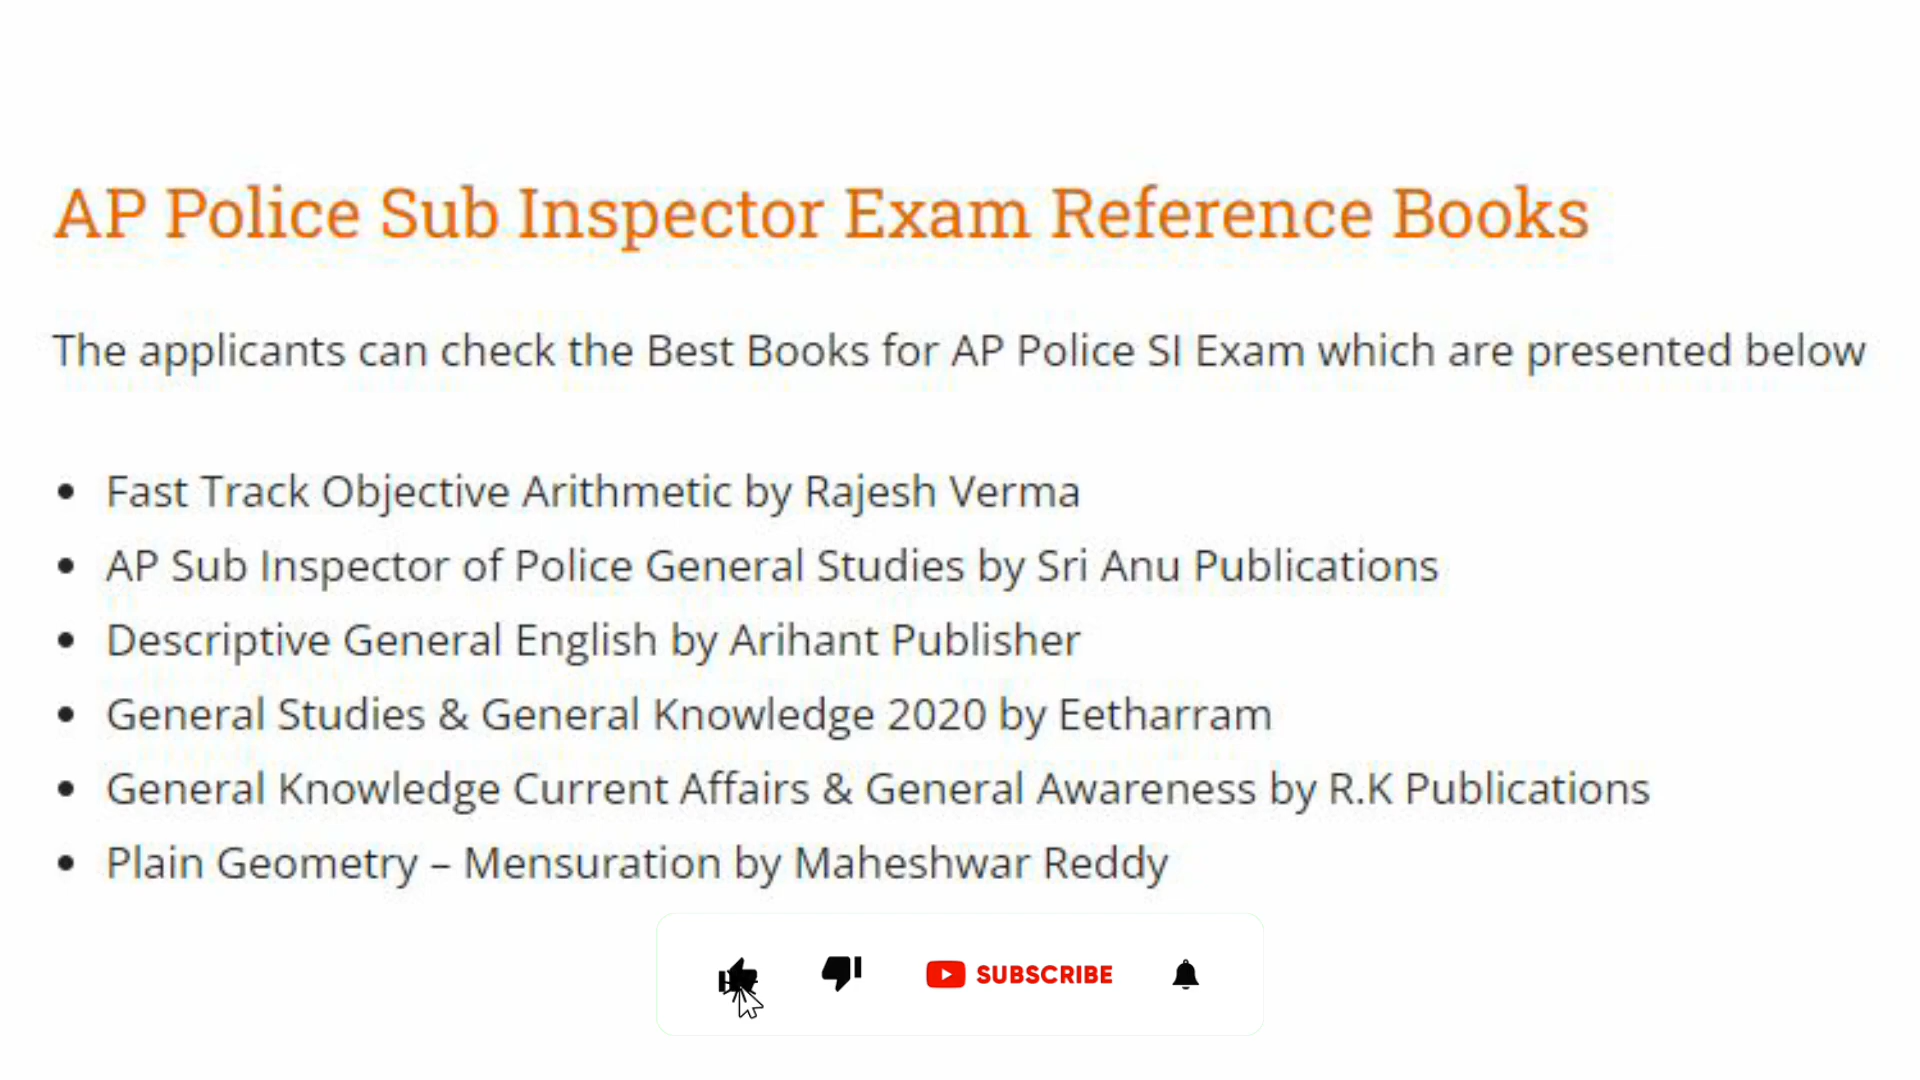 AP Police Sub Inspector Exam Reference Books
The applicants can check the Best Books for AP Police SI Exam which are presented below
• Fast Track Objective Arithmetic by Rajesh Verma
• AP Sub Inspector of Police General Studies by Sri Anu Publications
• Descriptive General English by Arihant Publisher
• General Studies & General Knowledge 2020 by Eetharram
• General Knowledge Current Affairs & General Awareness by R.K Publications
• Plain Geometry – Mensuration by Maheshwar Reddy
SUBSCRIBE